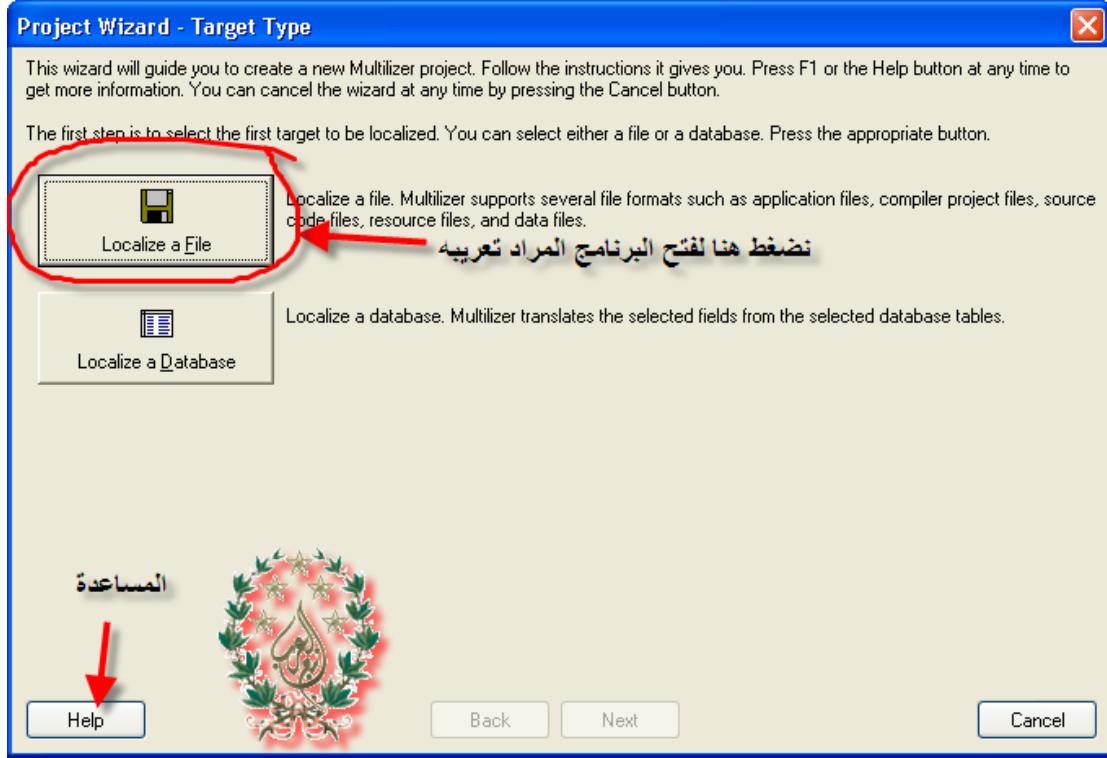 Project Wizard - Target Type
This wizard will guide you to create a new Multilizer project. Follow the instructions it gives you. Press F1 or the Help button at any time to
get more information. You can cancel the wizard at any time by pressing the Cancel button.
The first step is to select the first target to be localized. You can select either a file or a database. Press the appropriate button.
Localize a File
Localize a file. Multilizer supports several file formats such as application files, compiler project files, source
code files, resource files, and data files.
نضغط هنا لفتح البرنامج المراد تعريبه
Localize a Database
Localize a database. Multilizer translates the selected fields from the selected database tables.
المساعدة
Help
Back
Next
Cancel